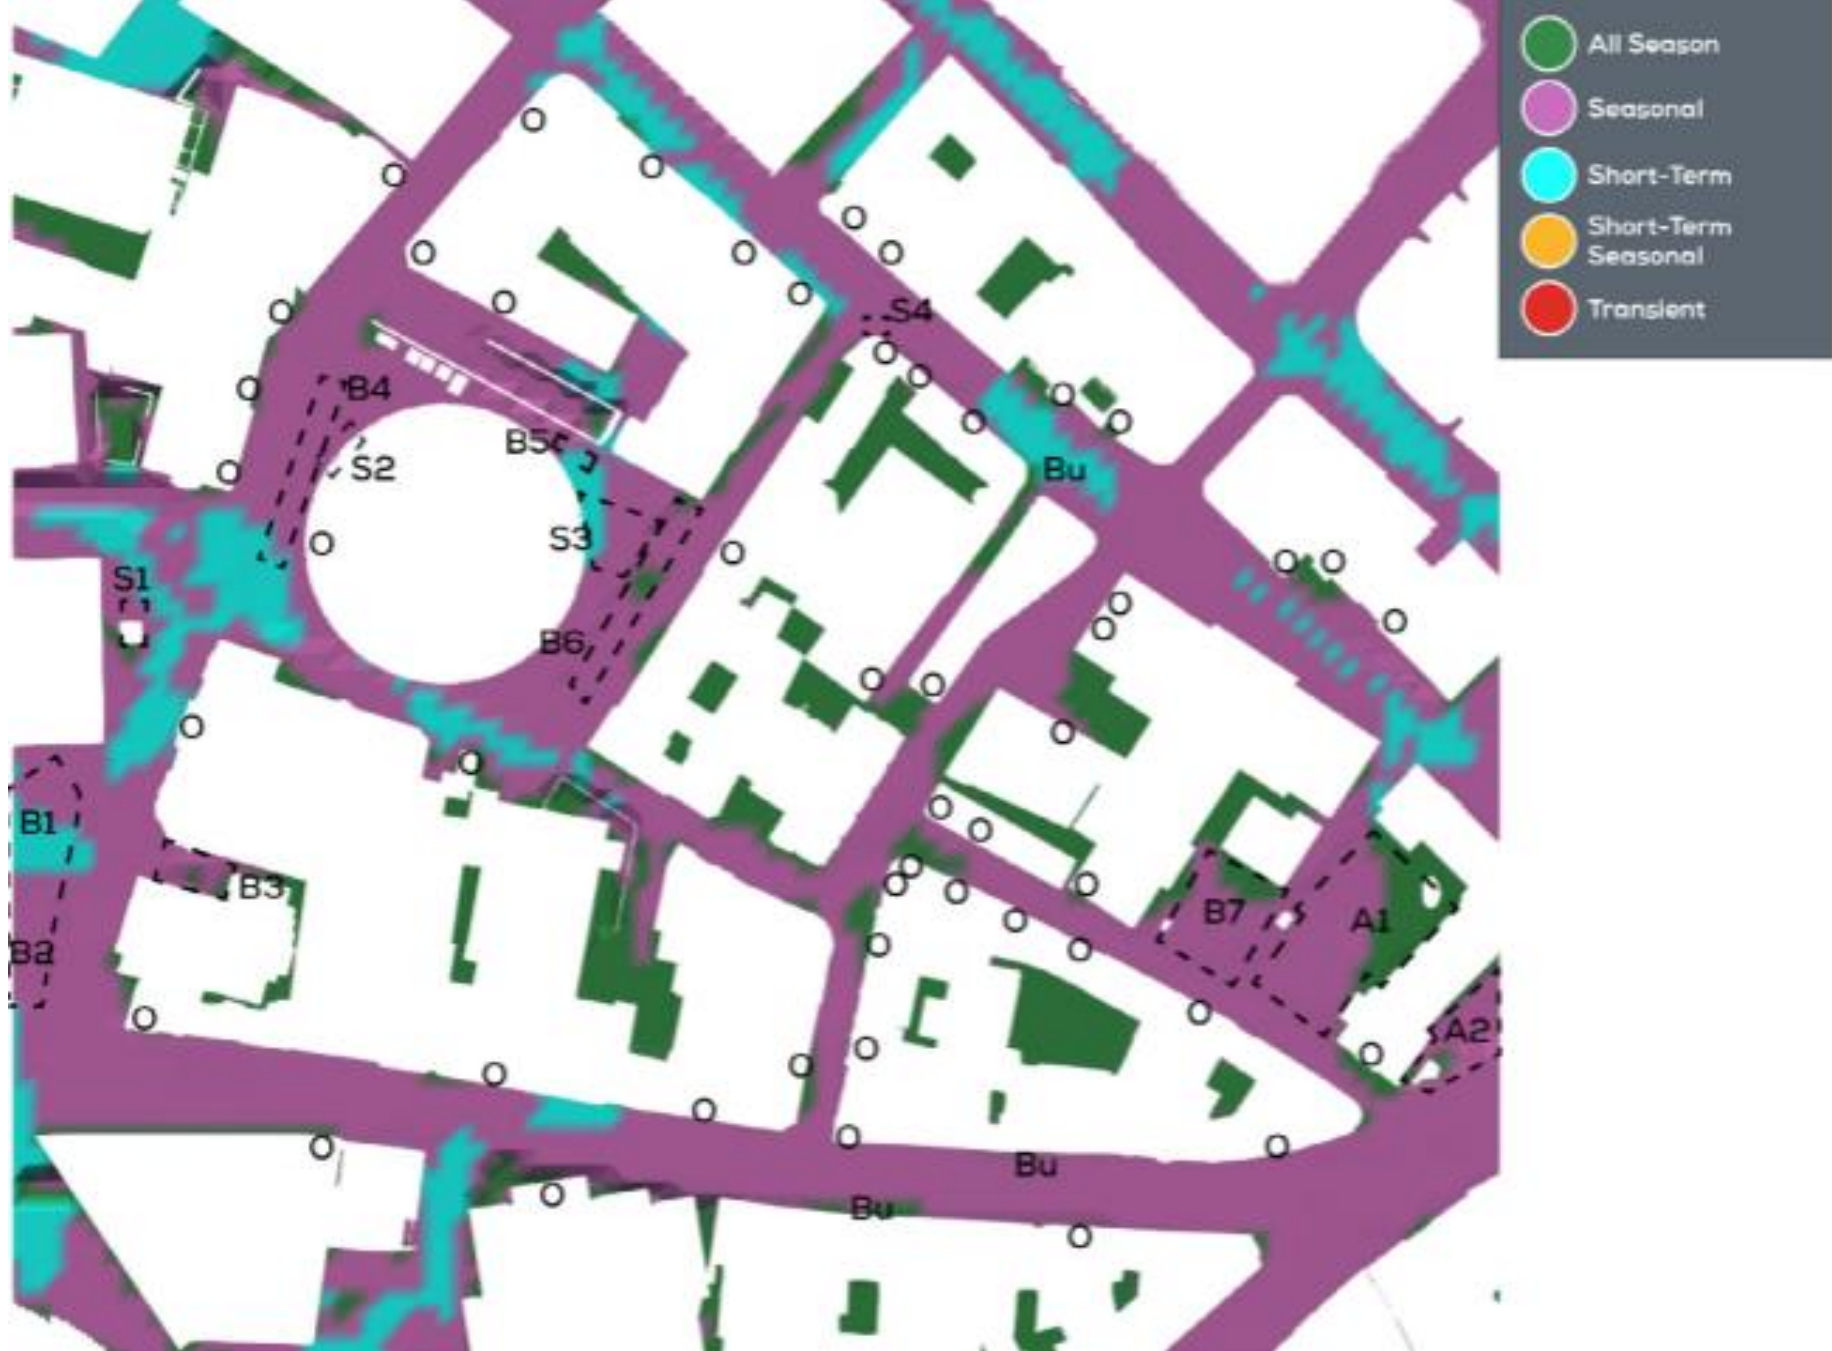 All Season
Seasonal
Short-Term
Short-Term
Seasonal
Transient
S4
B4
B5
S2
Bu
S3
S1
B6
B1
B3
B7
A1
B2
A2
Bu
Bu